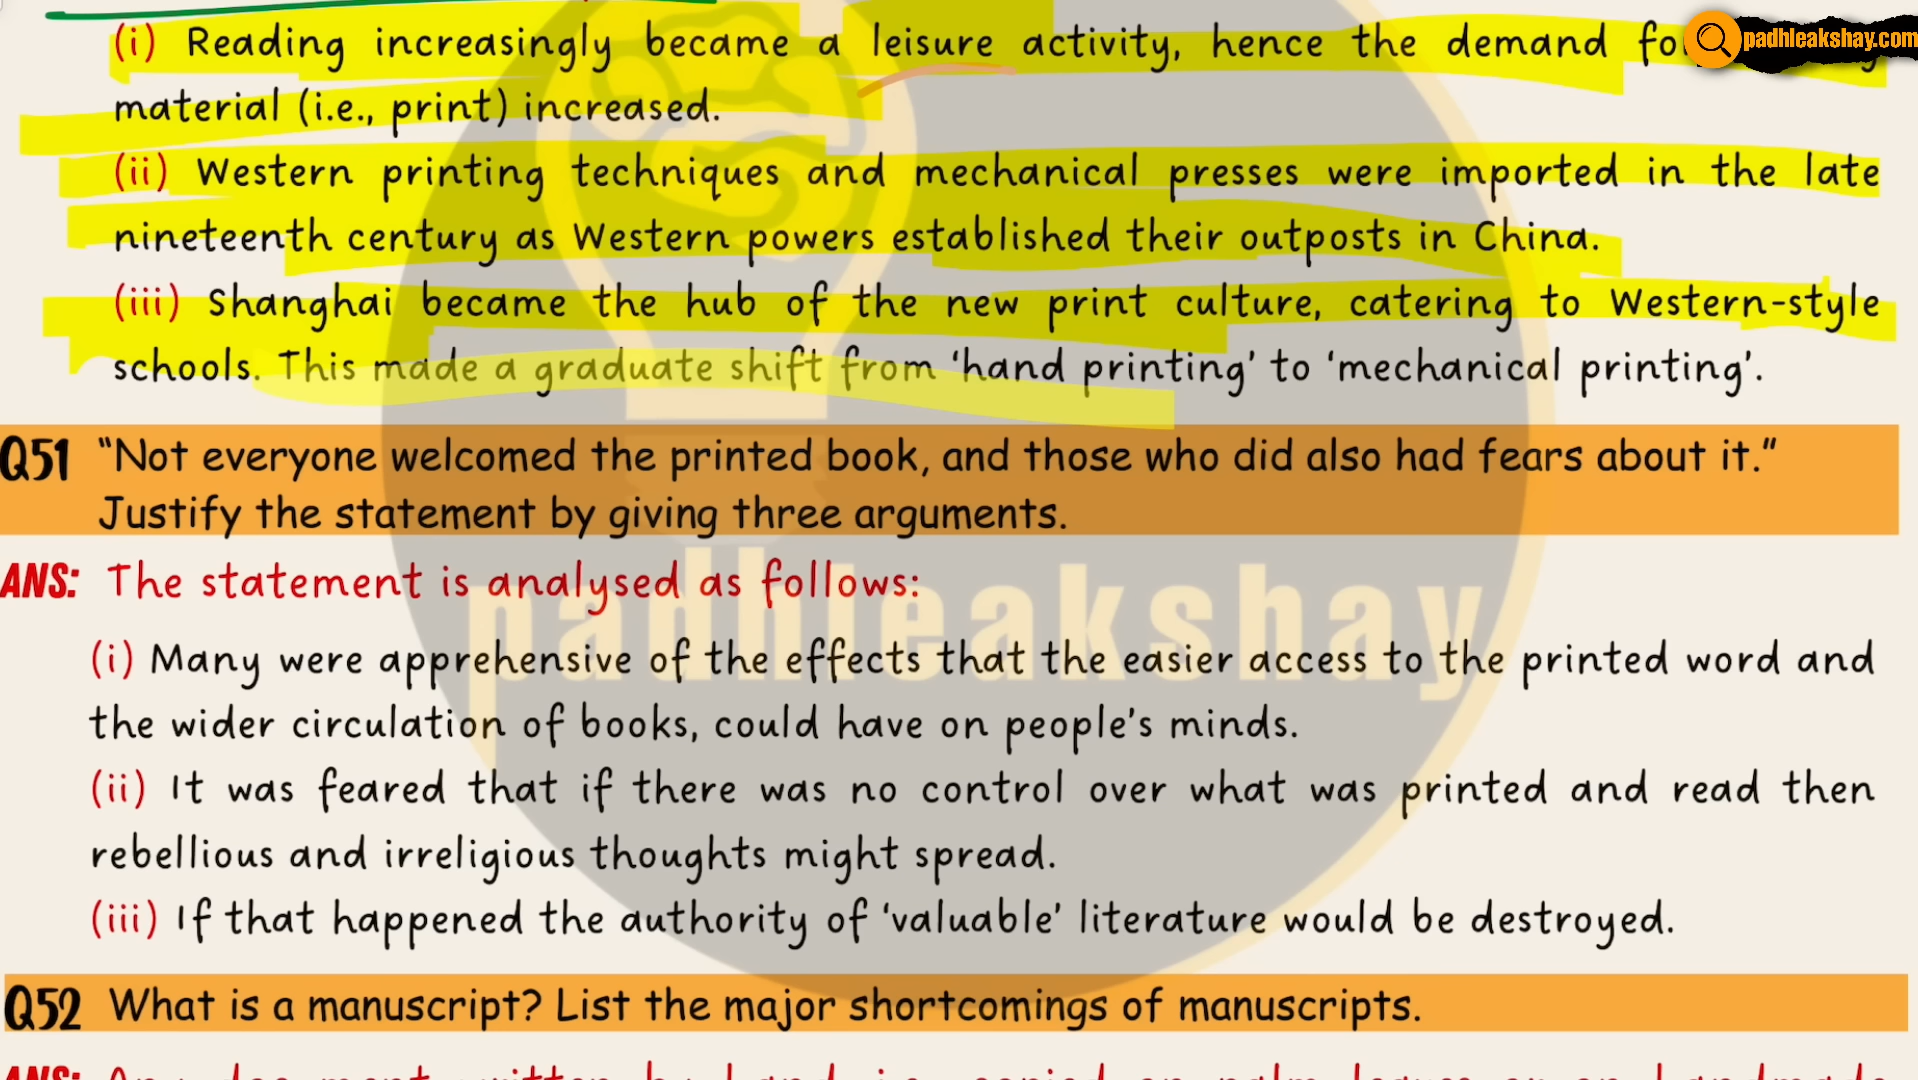 (i) Reading increasingly became a leisure activity, hence the demand fo
padhleakshay.com
material (i.e., print) increased.
(ii) Western printing techniques and mechanical presses were imported in the late
nineteenth century as Western powers established their outposts in China.
(iii) Shanghai became the hub of the new print culture, catering to Western-style
schools. This made a graduate shift from ‘hand printing’ to ‘mechanical printing’.
Q51 “Not everyone welcomed the printed book, and those who did also had fears about it.”
Justify the statement by giving three arguments.
ANS: The statement is analysed as follows:
padhleakshay
(i) Many were apprehensive of the effects that the easier access to the printed word and
the wider circulation of books, could have on people’s minds.
(ii) It was feared that if there was no control over what was printed and read then
rebellious and irreligious thoughts might spread.
(iii) If that happened the authority of ‘valuable’ literature would be destroyed.
Q52 What is a manuscript? List the major shortcomings of manuscripts.